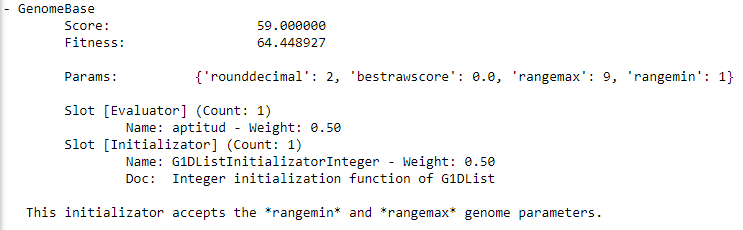 - GenomeBase
Score: 59.000000
Fitness: 64.448927
Params: {'rounddecimal': 2, 'bestrawscore': 0.0, 'rangemax': 9, 'rangemin': 1}
Slot [Evaluator] (Count: 1)
Name: aptitud - Weight: 0.50
Slot [Initializator] (Count: 1)
Name: G1DListInitializatorInteger - Weight: 0.50
Doc: Integer initialization function of G1DList
This initializator accepts the *rangemin* and *rangemax* genome parameters.